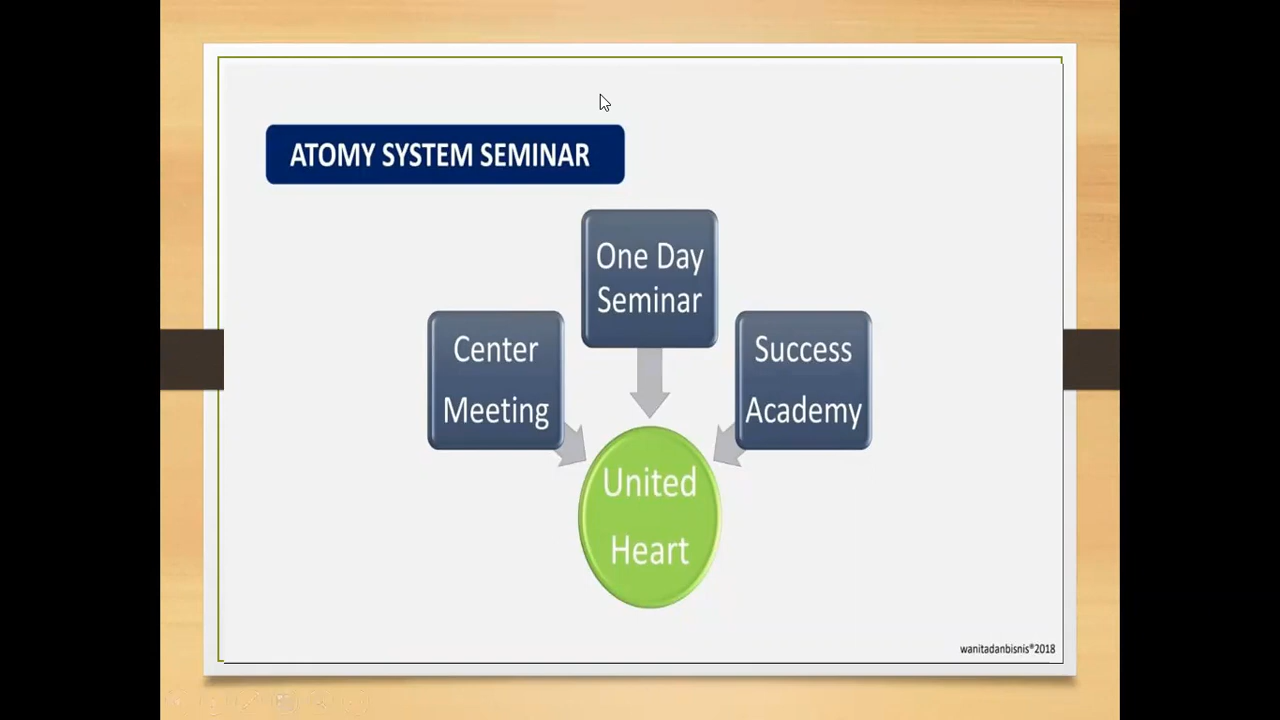 ATOMY SYSTEM SEMINAR
One Day
Seminar
Center
Meeting
Success
Academy
United
Heart
wanitadanbisnis®2018